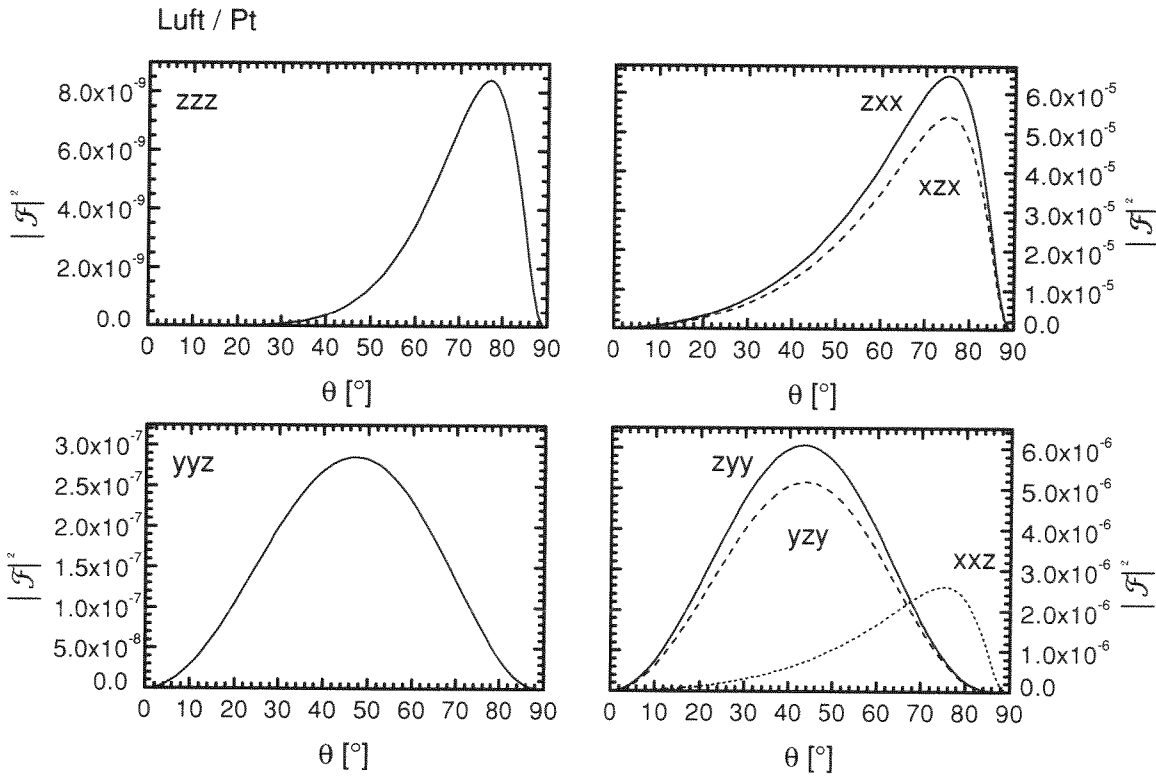 Luft / Pt
zzz
8.0x10⁻⁹
6.0x10⁻⁹
4.0x10⁻⁹
2.0x10⁻⁹
0.0
|ℱ|²
0 10 20 30 40 50 60 70 80 90
θ [°]
zxx
xzx
6.0x10⁻⁵
5.0x10⁻⁵
4.0x10⁻⁵
3.0x10⁻⁵
2.0x10⁻⁵
1.0x10⁻⁵
0.0
|ℱ|²
0 10 20 30 40 50 60 70 80 90
θ [°]
yyz
3.0x10⁻⁷
2.5x10⁻⁷
2.0x10⁻⁷
1.5x10⁻⁷
1.0x10⁻⁷
5.0x10⁻⁸
0.0
|ℱ|²
0 10 20 30 40 50 60 70 80 90
θ [°]
zyy
yzy
xxz
6.0x10⁻⁶
5.0x10⁻⁶
4.0x10⁻⁶
3.0x10⁻⁶
2.0x10⁻⁶
1.0x10⁻⁶
0.0
|ℱ|²
0 10 20 30 40 50 60 70 80 90
θ [°]